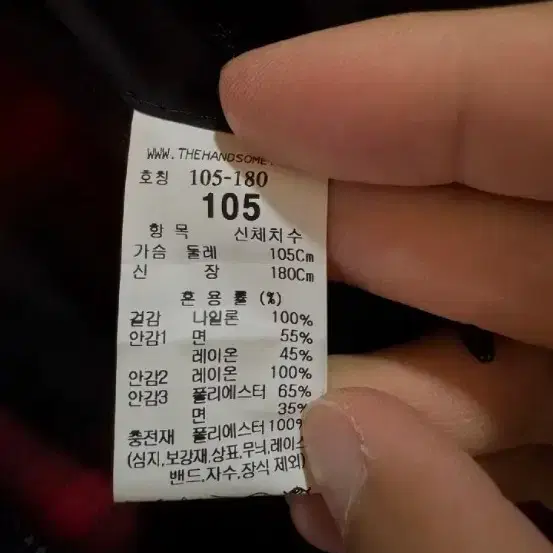 WWW.THEHANDSOME.
호칭 105-180
105
항 목 신체치수
가슴 둘레 105Cm
신 장 180Cm
혼 용 률 (%)
겉감 나일론 100%
안감1 면 55%
레이온 45%
안감2 레이온 100%
안감3 폴리에스터 65%
면 35%
충전재 폴리에스터 100%
(심지,보강재,상표,무늬,레이스
밴드,자수,장식 제외)